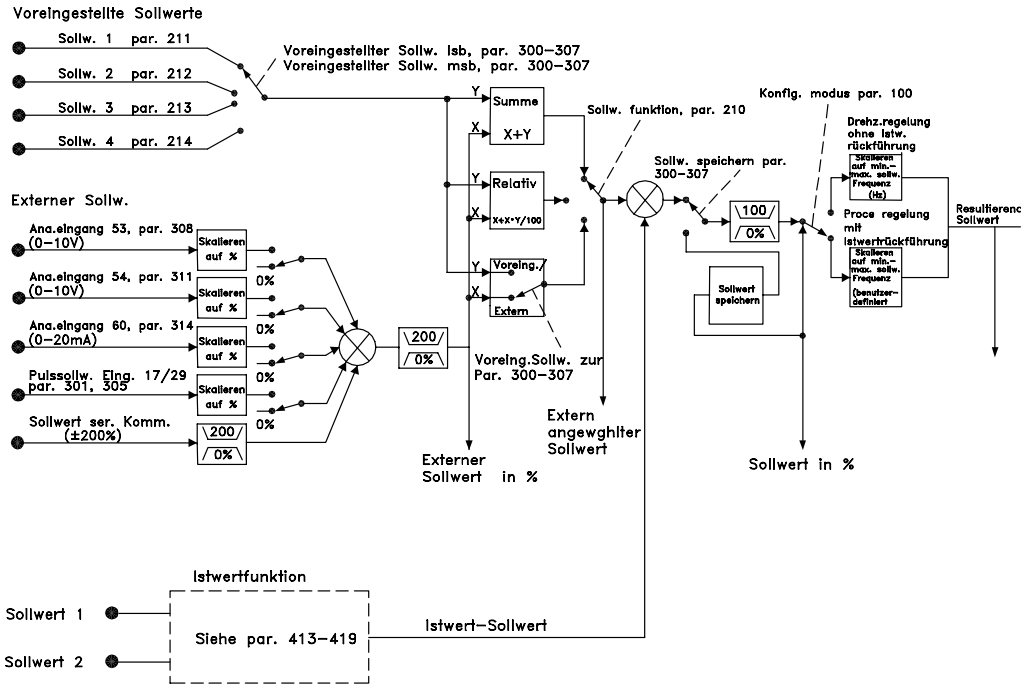 Voreingestellte Sollwerte
Sollw. 1 par. 211
Sollw. 2 par. 212
Sollw. 3 par. 213
Sollw. 4 par. 214
Voreingestellter Sollw. lsb, par. 300-307
Voreingestellter Sollw. msb, par. 300-307
Y
Summe
X
X+Y
Y
Relativ
X
X+X*Y/100
Y
Voreing./
X
Extern
Sollw. funktion, par. 210
Konfig. modus par. 100
Sollw. speichern par.
300-307
100
0%
Drehz.regelung
ohne Istw.
rückführung
Skalieren
auf min.-
max. sollw.
Frequenz
(Hz)
Proce regelung
mit
Istwertrückführung
Skalieren
auf min.-
max. sollw.
Frequenz
(benutzer-
definiert
Resultierend
Sollwert
Sollwert
speichern
Externer Sollw.
Ana.eingang 53, par. 308
(0-10V)
Skalieren
auf %
0%
Ana.eingang 54, par. 311
(0-10V)
Skalieren
auf %
0%
Ana.eingang 60, par. 314
(0-20mA)
Skalieren
auf %
0%
Pulssollw. Eing. 17/29
par. 301, 305
Skalieren
auf %
0%
Sollwert ser. Komm.
(±200%)
200
0%
200
0%
Voreing.Sollw. zur
Par. 300-307
Externer
Sollwert in %
Extern
angewghlter
Sollwert
Sollwert in %
Istwertfunktion
Sollwert 1
Sollwert 2
Siehe par. 413-419
Istwert-Sollwert